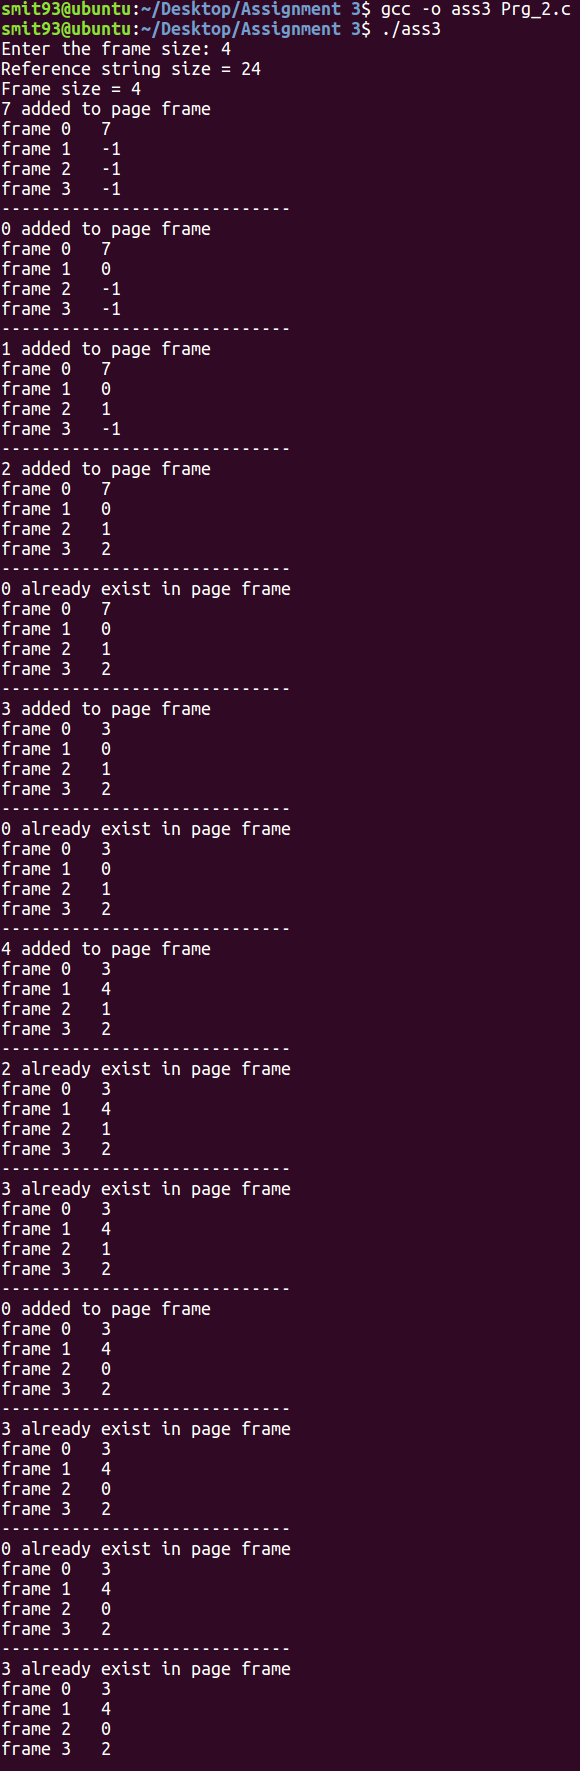 smit93@ubuntu:~/Desktop/Assignment 3$ gcc -o ass3 Prg_2.c
smit93@ubuntu:~/Desktop/Assignment 3$ ./ass3
Enter the frame size: 4
Reference string size = 24
Frame size = 4
7 added to page frame
frame 0   7
frame 1   -1
frame 2   -1
frame 3   -1
-----------------------------
0 added to page frame
frame 0   7
frame 1   0
frame 2   -1
frame 3   -1
-----------------------------
1 added to page frame
frame 0   7
frame 1   0
frame 2   1
frame 3   -1
-----------------------------
2 added to page frame
frame 0   7
frame 1   0
frame 2   1
frame 3   2
-----------------------------
0 already exist in page frame
frame 0   7
frame 1   0
frame 2   1
frame 3   2
-----------------------------
3 added to page frame
frame 0   3
frame 1   0
frame 2   1
frame 3   2
-----------------------------
0 already exist in page frame
frame 0   3
frame 1   0
frame 2   1
frame 3   2
-----------------------------
4 added to page frame
frame 0   3
frame 1   4
frame 2   1
frame 3   2
-----------------------------
2 already exist in page frame
frame 0   3
frame 1   4
frame 2   1
frame 3   2
-----------------------------
3 already exist in page frame
frame 0   3
frame 1   4
frame 2   1
frame 3   2
-----------------------------
0 added to page frame
frame 0   3
frame 1   4
frame 2   0
frame 3   2
-----------------------------
3 already exist in page frame
frame 0   3
frame 1   4
frame 2   0
frame 3   2
-----------------------------
0 already exist in page frame
frame 0   3
frame 1   4
frame 2   0
frame 3   2
-----------------------------
3 already exist in page frame
frame 0   3
frame 1   4
frame 2   0
frame 3   2